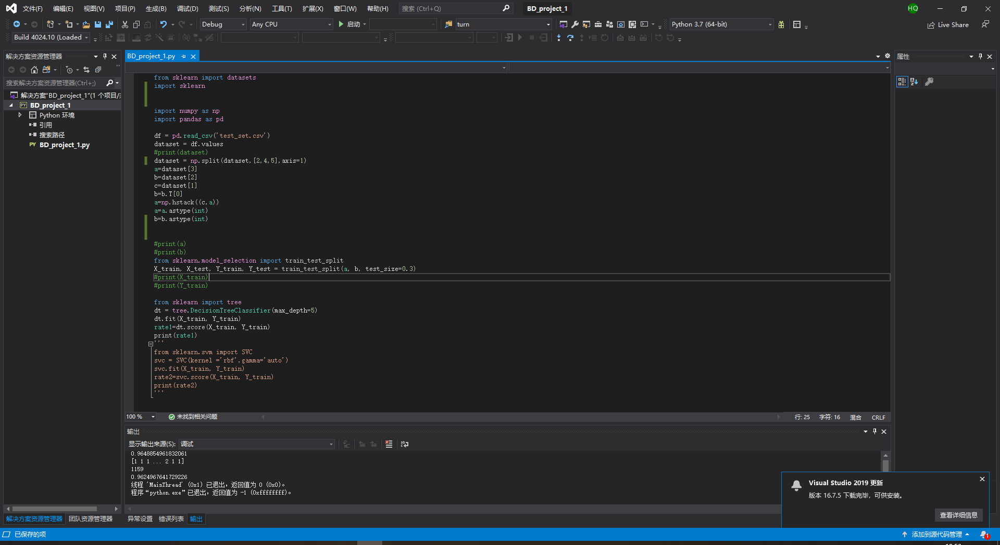 文件(F) 编辑(E) 视图(V) 项目(P) 生成(B) 调试(D) 测试(S) 分析(N) 工具(T) 扩展(X) 窗口(W) 帮助(H) 搜索 (Ctrl+Q) BD_project_1 HQ
Debug Any CPU 启动 turn Python 3.7 (64-bit) Live Share
Build 4024.10 (Loaded
解决方案资源管理器
搜索解决方案资源管理器(Ctrl+;)
解决方案"BD_project_1"(1 个项目/
BD_project_1
Python 环境
引用
搜索路径
PY BD_project_1.py
BD_project_1.py
from sklearn import datasets
import sklearn
import numpy as np
import pandas as pd
df = pd.read_csv('test_set.csv')
dataset = df.values
#print(dataset)
dataset = np.split(dataset,[2,4,5],axis=1)
a=dataset[3]
b=dataset[2]
c=dataset[1]
b=b.T[0]
a=np.hstack((c,a))
a=a.astype(int)
b=b.astype(int)
#print(a)
#print(b)
from sklearn.model_selection import train_test_split
X_train, X_test, Y_train, Y_test = train_test_split(a, b, test_size=0.3)
#print(X_train)
#print(Y_train)
from sklearn import tree
dt = tree.DecisionTreeClassifier(max_depth=5)
dt.fit(X_train, Y_train)
rate1=dt.score(X_train, Y_train)
print(rate1)
'''
from sklearn.svm import SVC
svc = SVC(kernel ='rbf',gamma='auto')
svc.fit(X_train, Y_train)
rate2=svc.score(X_train, Y_train)
print(rate2)
'''
100 % 未找到相关问题 行: 25 字符: 16 混合 CRLF
输出
显示输出来源(S): 调试
0.9648854961832061
[1 1 1 ... 2 1 1]
1159
0.9624967641729226
线程 'MainThread' (0x1) 已退出，返回值为 0 (0x0)。
程序“python.exe”已退出，返回值为 -1 (0xffffffff)。
属性
Visual Studio 2019 更新
版本 16.7.5 下载完毕，可供安装。
查看详细信息
解决方案资源管理器 团队资源管理器 异常设置 错误列表 输出
已保存的项 添加到源代码管理 1